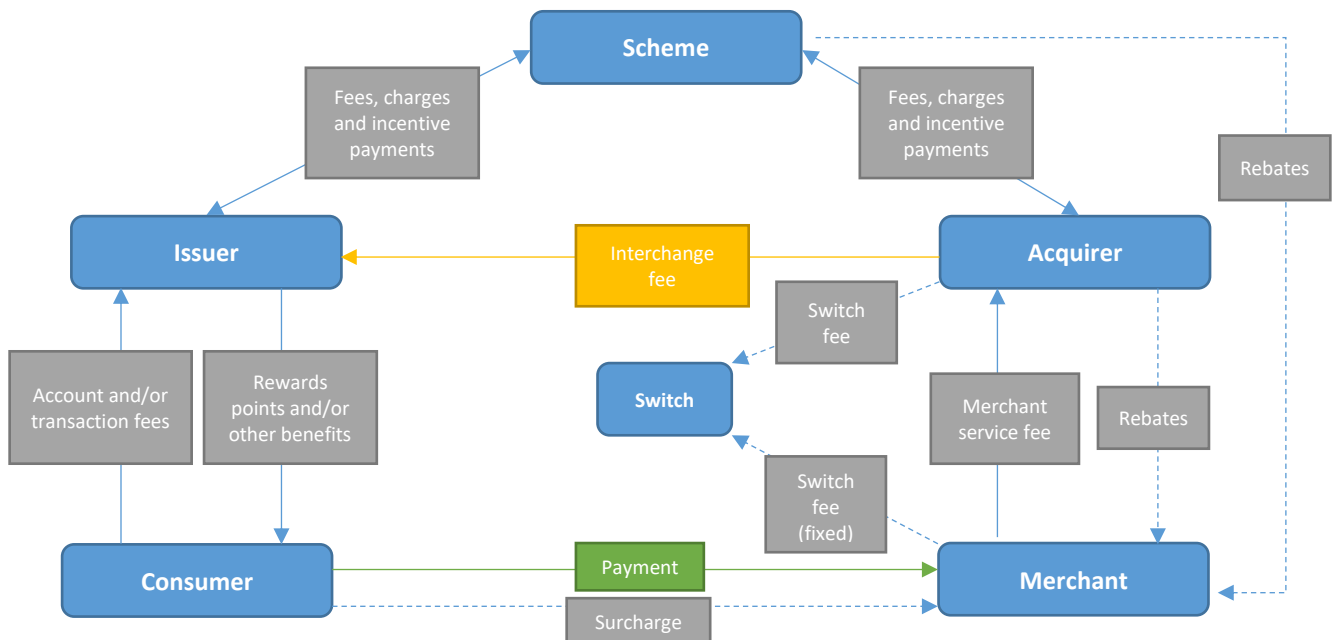 Scheme
Fees, charges
and incentive
payments
Fees, charges
and incentive
payments
Rebates
Issuer
Interchange
fee
Acquirer
Switch
fee
Account and/or
transaction fees
Rewards
points and/or
other benefits
Switch
Merchant
service fee
Rebates
Switch
fee
(fixed)
Consumer
Payment
Merchant
Surcharge